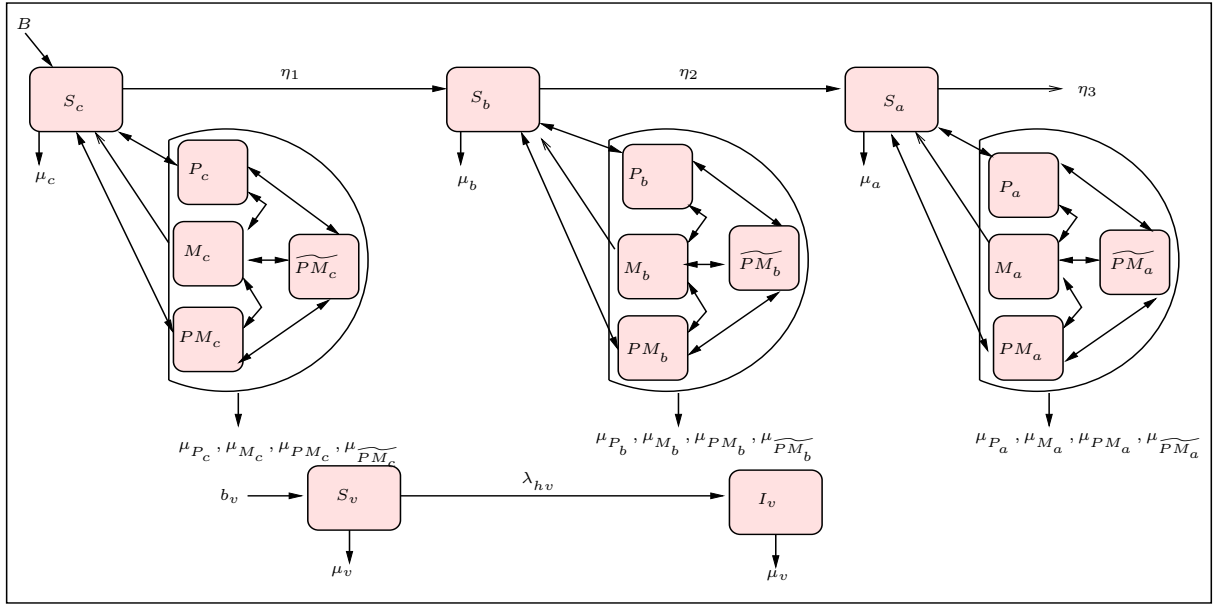 B
η₁
η₂
η₃
S_c
S_b
S_a
μ_c
μ_b
μ_a
P_c
P_b
P_a
M_c
\widetilde{PM_c}
M_b
\widetilde{PM_b}
M_a
\widetilde{PM_a}
PM_c
PM_b
PM_a
μ_{P_c}, μ_{M_c}, μ_{PM_c}, μ_{\widetilde{PM_c}}
μ_{P_b}, μ_{M_b}, μ_{PM_b}, μ_{\widetilde{PM_b}}
μ_{P_a}, μ_{M_a}, μ_{PM_a}, μ_{\widetilde{PM_a}}
b_v
S_v
λ_{hv}
I_v
μ_v
μ_v